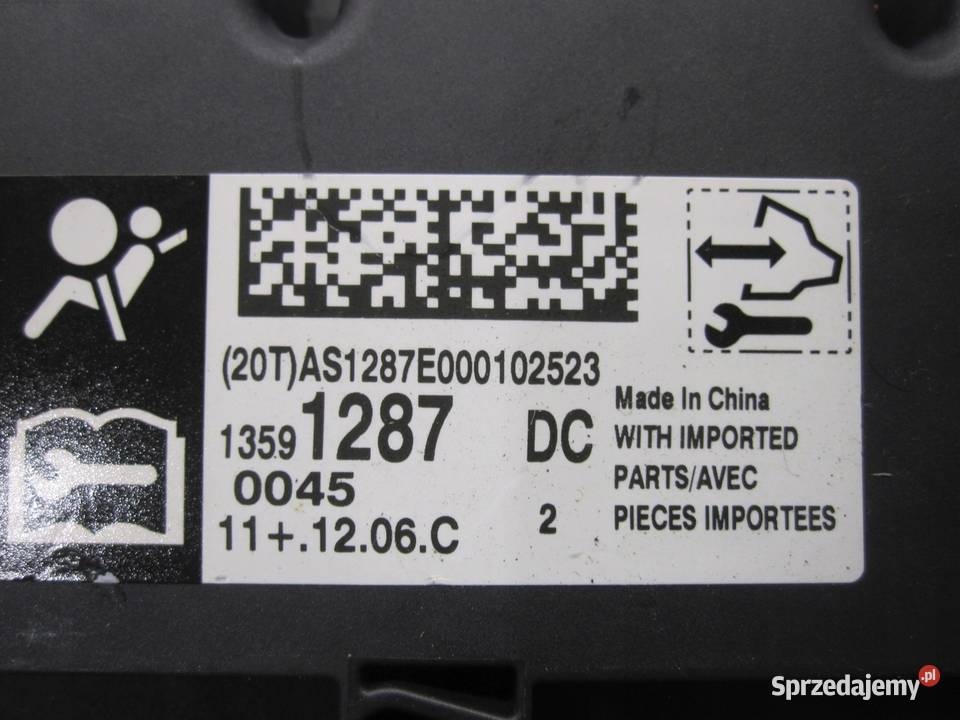 (20T)AS1287E000102523
1359 1287 DC
0045
11+.12.06.C 2
Made In China
WITH IMPORTED
PARTS/AVEC
PIECES IMPORTEES
Sprzedajemy.pl